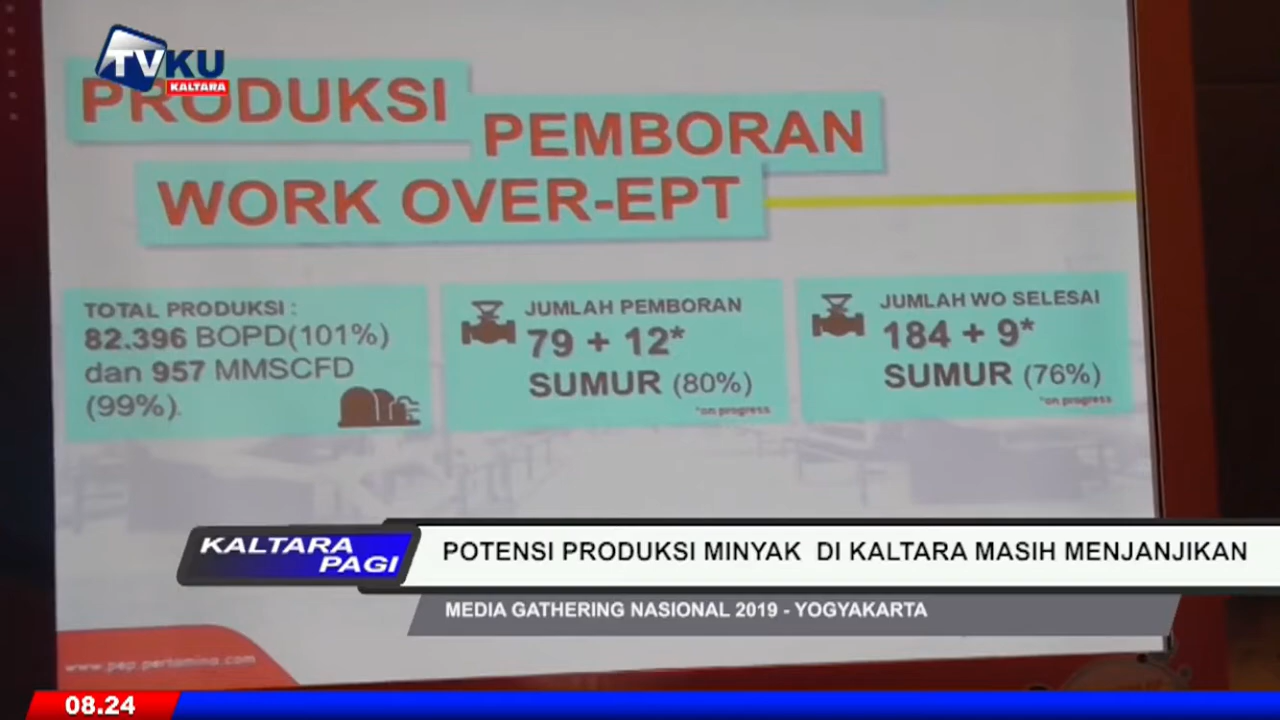 TVKU
KALTARA
PRODUKSI
PEMBORAN
WORK OVER-EPT
TOTAL PRODUKSI :
82.396 BOPD(101%)
dan 957 MMSCFD
(99%).
JUMLAH PEMBORAN
79 + 12*
SUMUR (80%)
*on progress
JUMLAH WO SELESAI
184 + 9*
SUMUR (76%)
*on progress
KALTARA
PAGI
POTENSI PRODUKSI MINYAK DI KALTARA MASIH MENJANJIKAN
MEDIA GATHERING NASIONAL 2019 - YOGYAKARTA
www.pep.pertamina.com
08.24